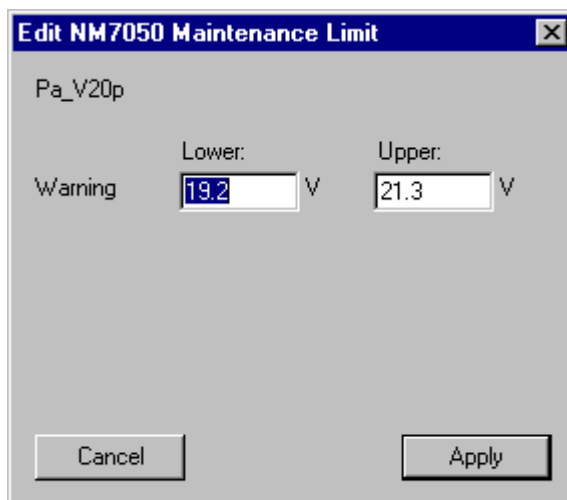 Edit NM7050 Maintenance Limit
Pa_V20p
Lower: Upper:
Warning 19.2 V 21.3 V
Cancel Apply